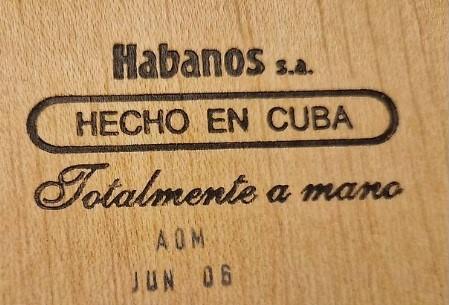 Habanos s.a.
HECHO EN CUBA
Totalmente a mano
AOM
JUN 06